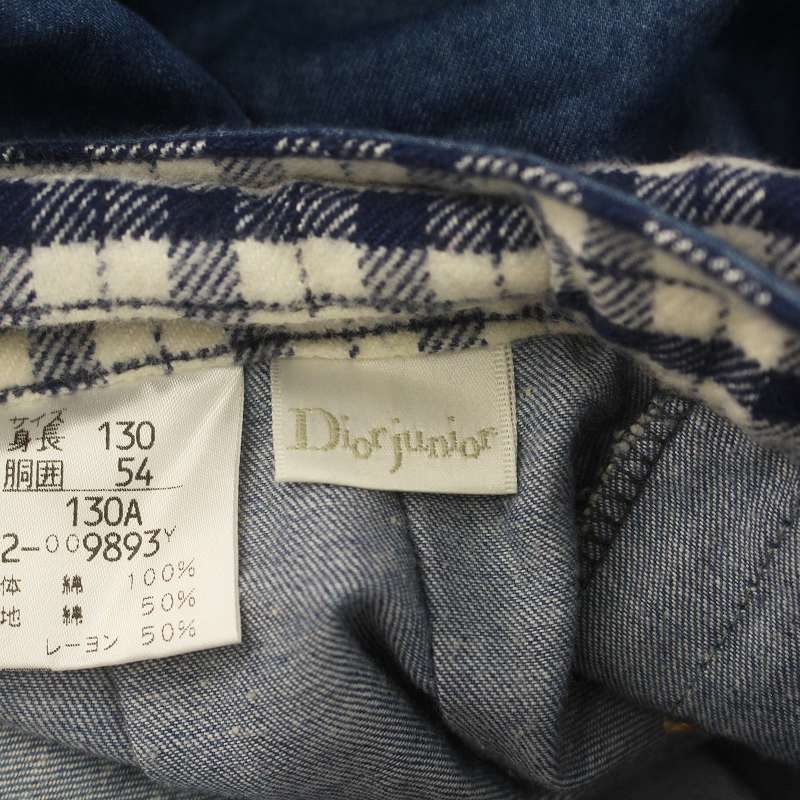 サイズ
身長 130
胴囲 54
130A
2-009893Y
体 綿 100%
地 綿 50%
レーヨン 50%
Dior junior